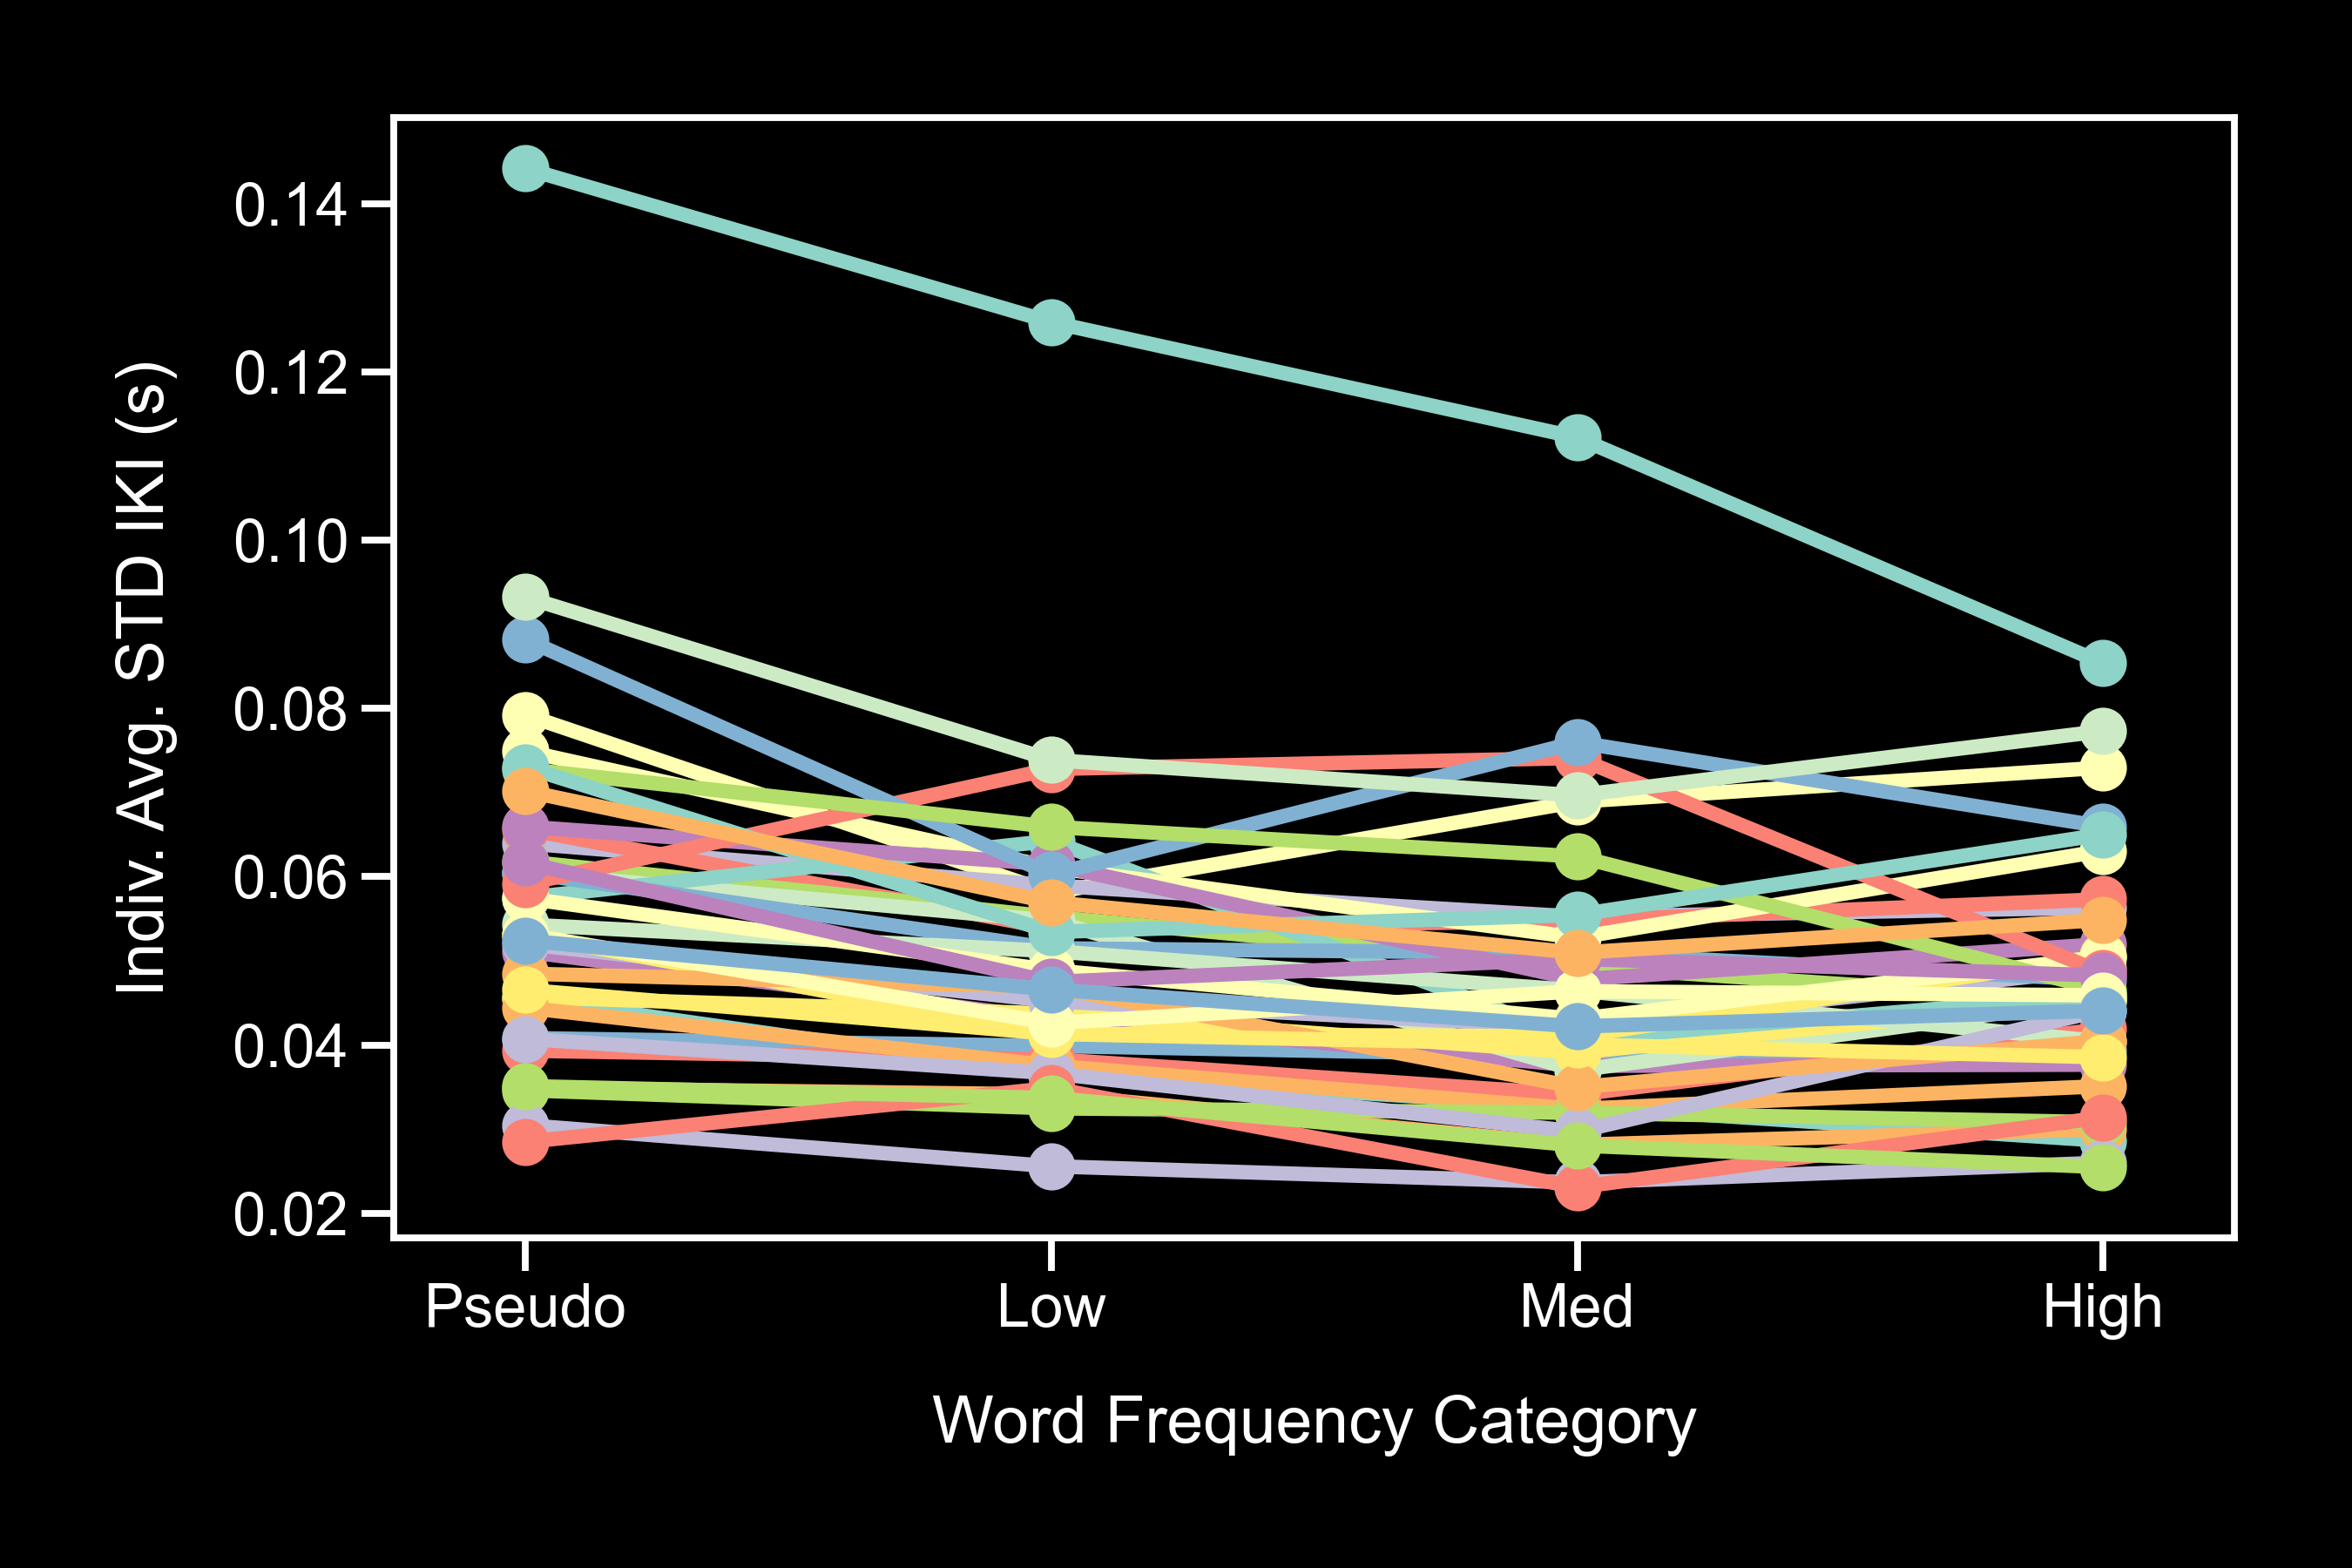 Indiv. Avg. STD IKI (s)
0.14
0.12
0.10
0.08
0.06
0.04
0.02
Pseudo Low Med High
Word Frequency Category